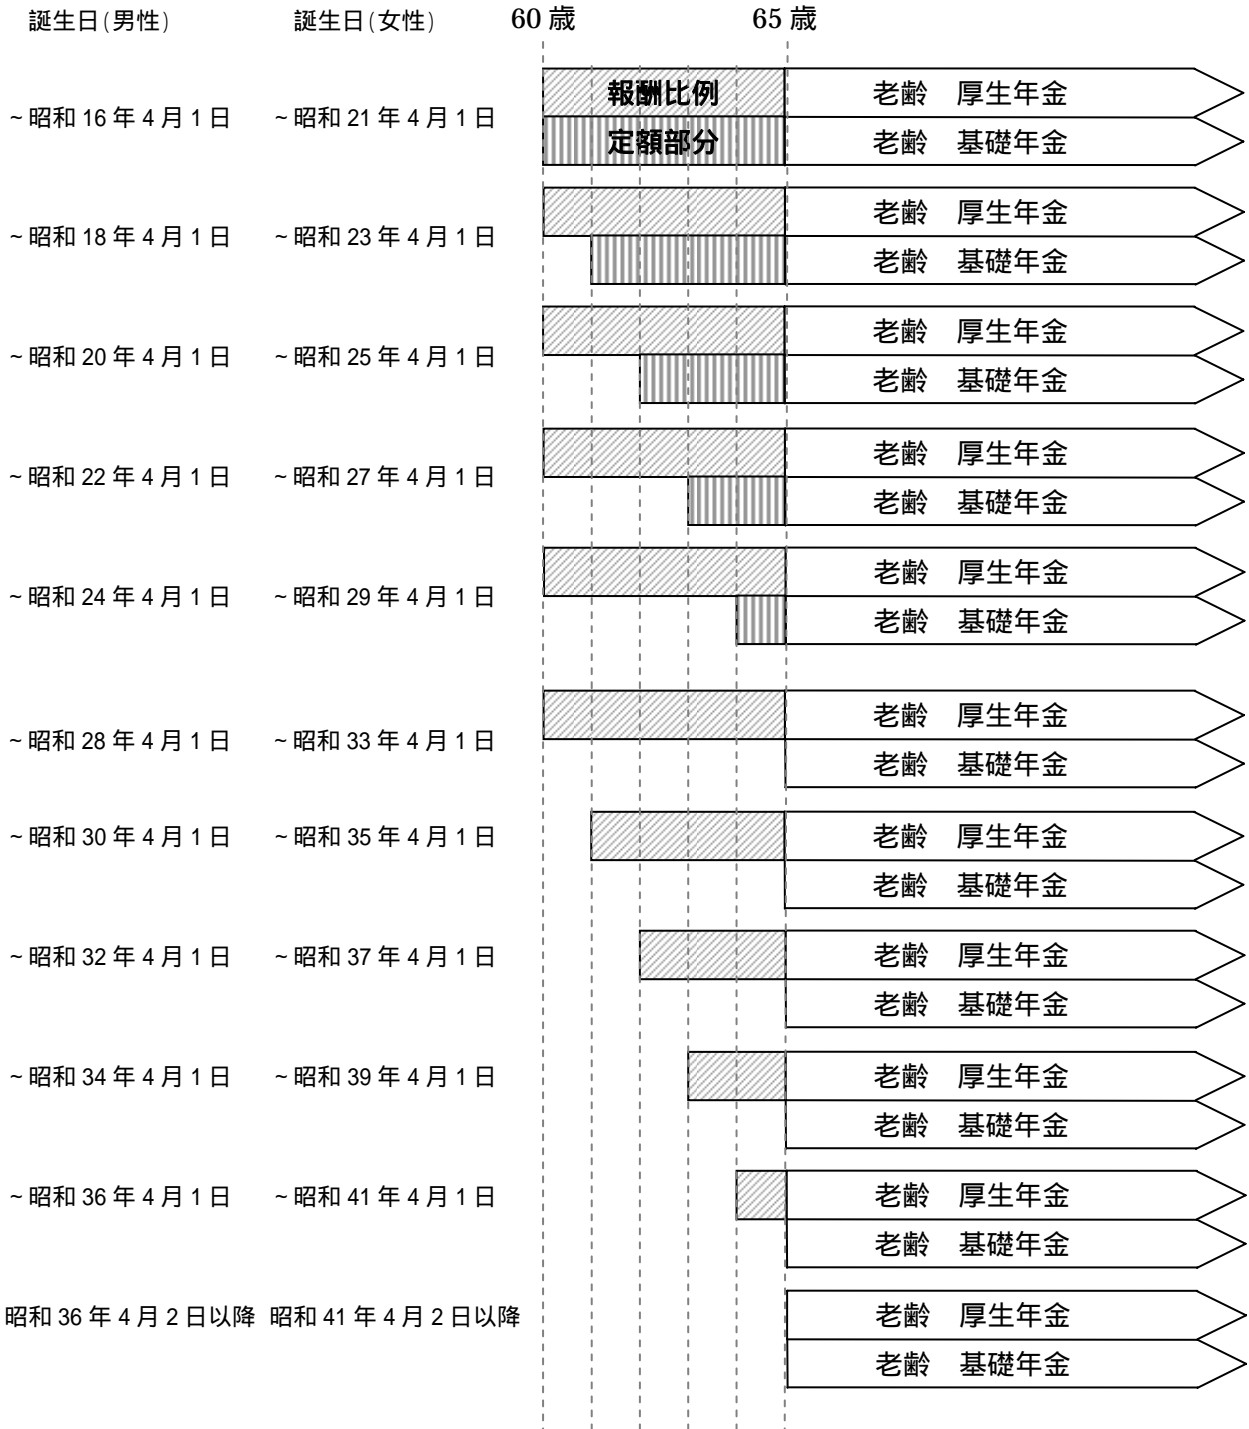 誕生日(男性) 誕生日(女性) 60 歳 65 歳
報酬比例 老齢 厚生年金
~昭和 16 年 4 月 1 日 ~昭和 21 年 4 月 1 日
定額部分 老齢 基礎年金
老齢 厚生年金
~昭和 18 年 4 月 1 日 ~昭和 23 年 4 月 1 日
老齢 基礎年金
老齢 厚生年金
~昭和 20 年 4 月 1 日 ~昭和 25 年 4 月 1 日
老齢 基礎年金
老齢 厚生年金
~昭和 22 年 4 月 1 日 ~昭和 27 年 4 月 1 日
老齢 基礎年金
老齢 厚生年金
~昭和 24 年 4 月 1 日 ~昭和 29 年 4 月 1 日
老齢 基礎年金
老齢 厚生年金
~昭和 28 年 4 月 1 日 ~昭和 33 年 4 月 1 日
老齢 基礎年金
~昭和 30 年 4 月 1 日 ~昭和 35 年 4 月 1 日 老齢 厚生年金
老齢 基礎年金
~昭和 32 年 4 月 1 日 ~昭和 37 年 4 月 1 日 老齢 厚生年金
老齢 基礎年金
~昭和 34 年 4 月 1 日 ~昭和 39 年 4 月 1 日 老齢 厚生年金
老齢 基礎年金
~昭和 36 年 4 月 1 日 ~昭和 41 年 4 月 1 日 老齢 厚生年金
老齢 基礎年金
昭和 36 年 4 月 2 日以降 昭和 41 年 4 月 2 日以降 老齢 厚生年金
老齢 基礎年金